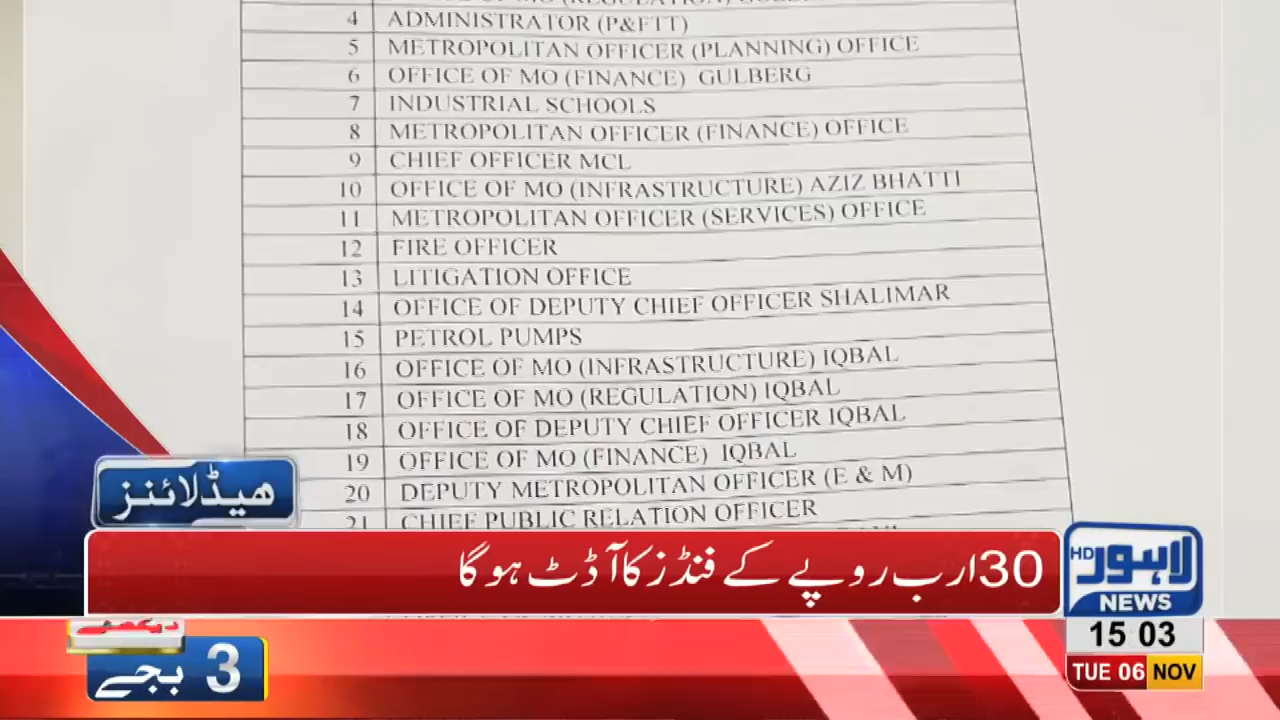 4 ADMINISTRATOR (P&FTT)
5 METROPOLITAN OFFICER (PLANNING) OFFICE
6 OFFICE OF MO (FINANCE) GULBERG
7 INDUSTRIAL SCHOOLS
8 METROPOLITAN OFFICER (FINANCE) OFFICE
9 CHIEF OFFICER MCL
10 OFFICE OF MO (INFRASTRUCTURE) AZIZ BHATTI
11 METROPOLITAN OFFICER (SERVICES) OFFICE
12 FIRE OFFICER
13 LITIGATION OFFICE
14 OFFICE OF DEPUTY CHIEF OFFICER SHALIMAR
15 PETROL PUMPS
16 OFFICE OF MO (INFRASTRUCTURE) IQBAL
17 OFFICE OF MO (REGULATION) IQBAL
18 OFFICE OF DEPUTY CHIEF OFFICER IQBAL
19 OFFICE OF MO (FINANCE) IQBAL
20 DEPUTY METROPOLITAN OFFICER (E & M)
21 CHIEF PUBLIC RELATION OFFICER
ہیڈلائنز
30 ارب روپے کے فنڈز کا آڈٹ ہو گا
HD لاہور
NEWS
15 03
TUE 06 NOV
دیکھئے
3 بجے